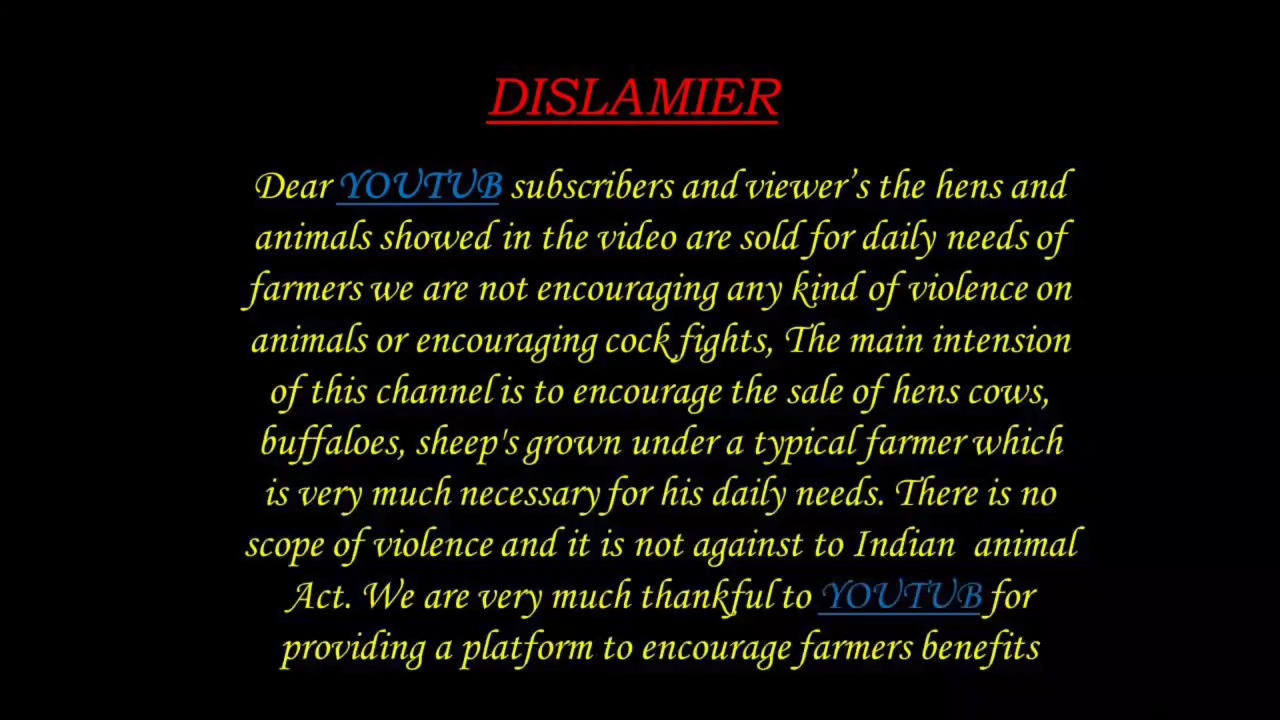 DISLAMIER
Dear YOUTUB subscribers and viewer’s the hens and
animals showed in the video are sold for daily needs of
farmers we are not encouraging any kind of violence on
animals or encouraging cock fights, The main intension
of this channel is to encourage the sale of hens cows,
buffaloes, sheep's grown under a typical farmer which
is very much necessary for his daily needs. There is no
scope of violence and it is not against to Indian  animal
Act. We are very much thankful to YOUTUB for
providing a platform to encourage farmers benefits